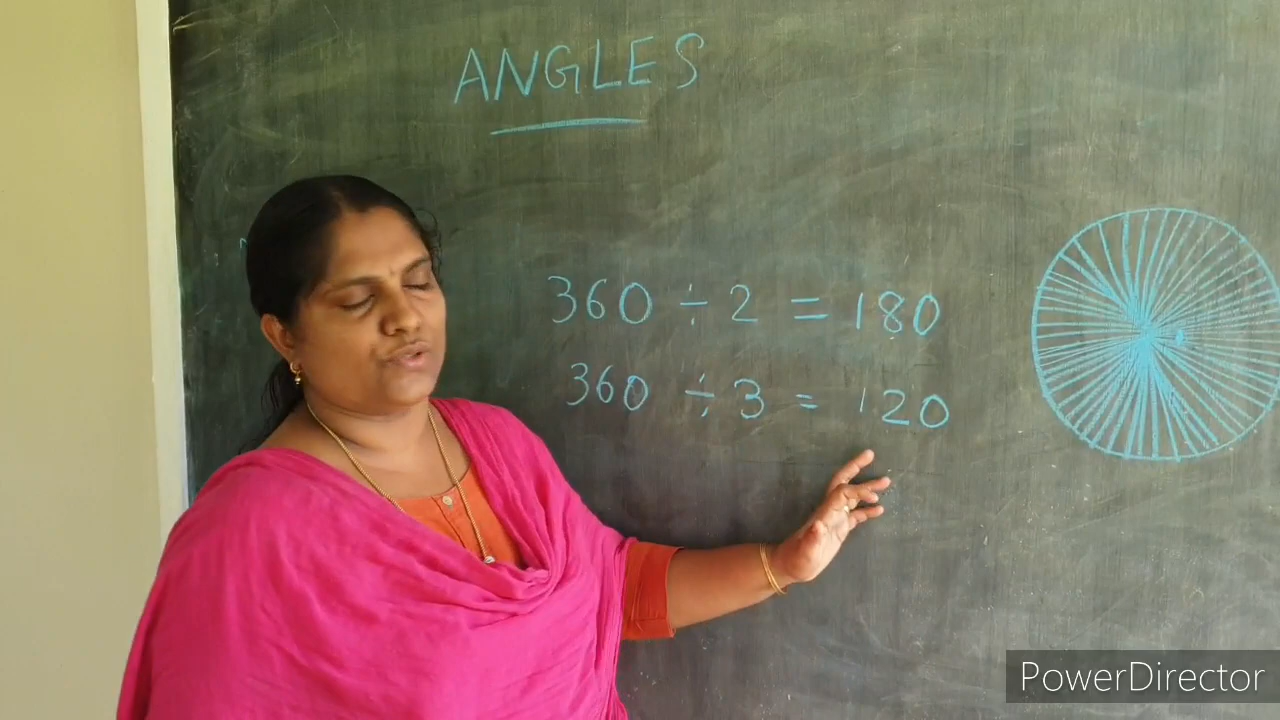 ANGLES
360 ÷ 2 = 180
360 ÷ 3 = 120
PowerDirector